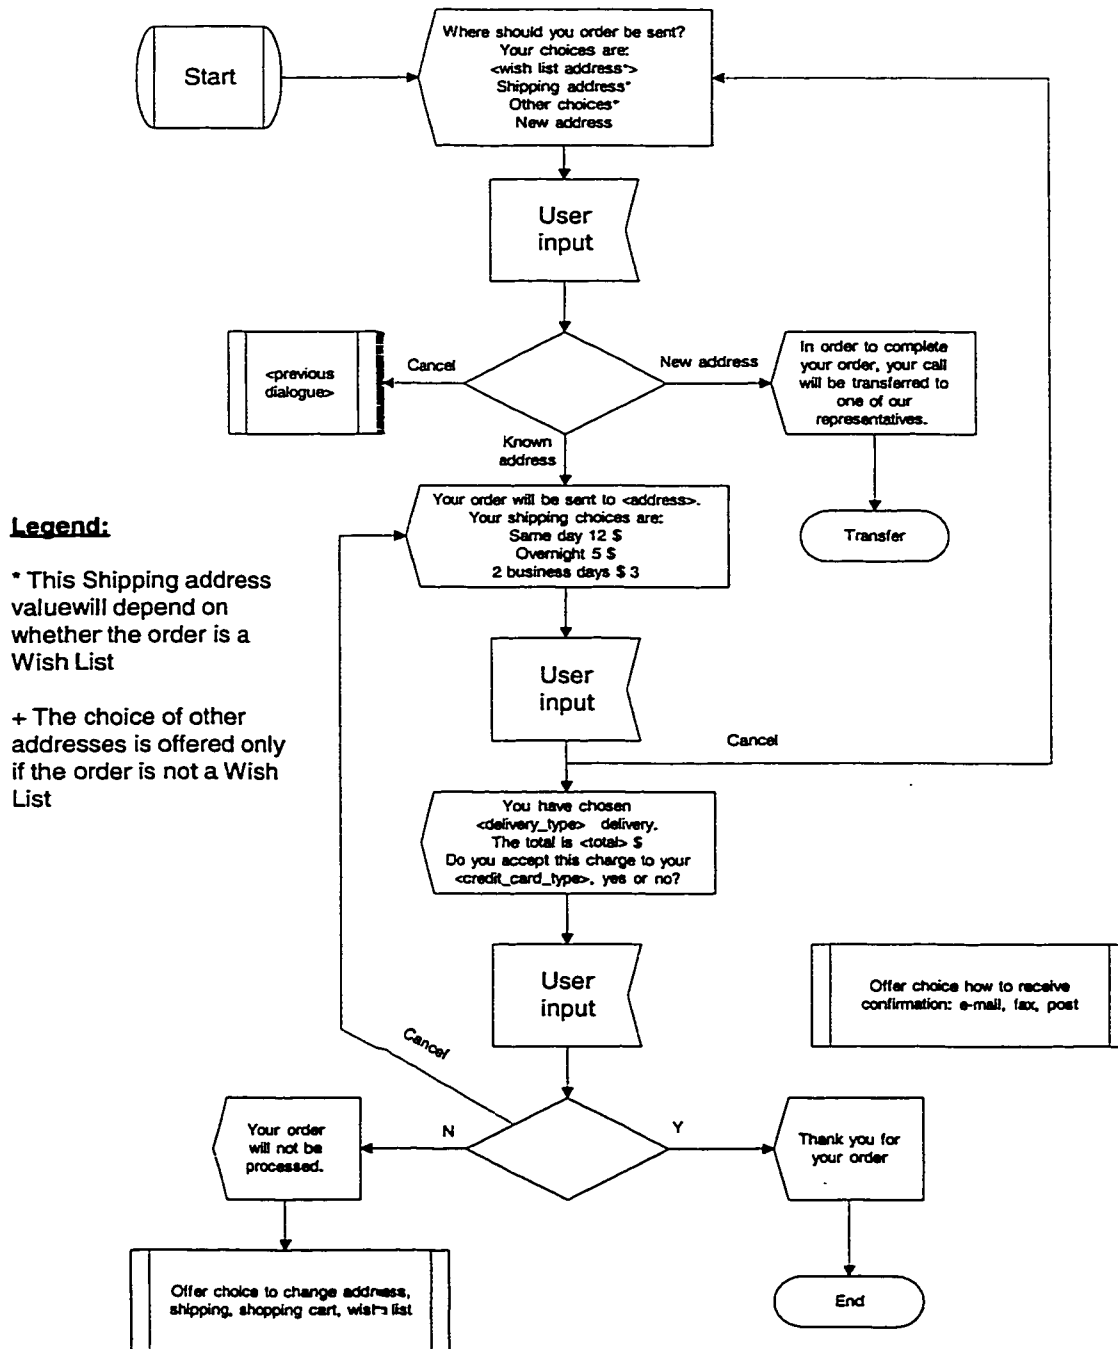 Start
Where should you order be sent?
Your choices are:
<wish list address*>
Shipping address*
Other choices*
New address
User
input
<previous
dialogue>
Cancel
New address
In order to complete
your order, your call
will be transferred to
one of our
representatives.
Known
address
Transfer
Your order will be sent to <address>.
Your shipping choices are:
Same day 12 $
Overnight 5 $
2 business days $ 3
Legend:
* This Shipping address
valuewill depend on
whether the order is a
Wish List
+ The choice of other
addresses is offered only
if the order is not a Wish
List
User
input
Cancel
You have chosen
<delivery_type> delivery.
The total is <total> $
Do you accept this charge to your
<credit_card_type>, yes or no?
User
input
Offer choice how to receive
confirmation: e-mail, fax, post
Cancel
N
Y
Your order
will not be
processed.
Thank you for
your order
Offer choice to change address,
shipping, shopping cart, wish list
End